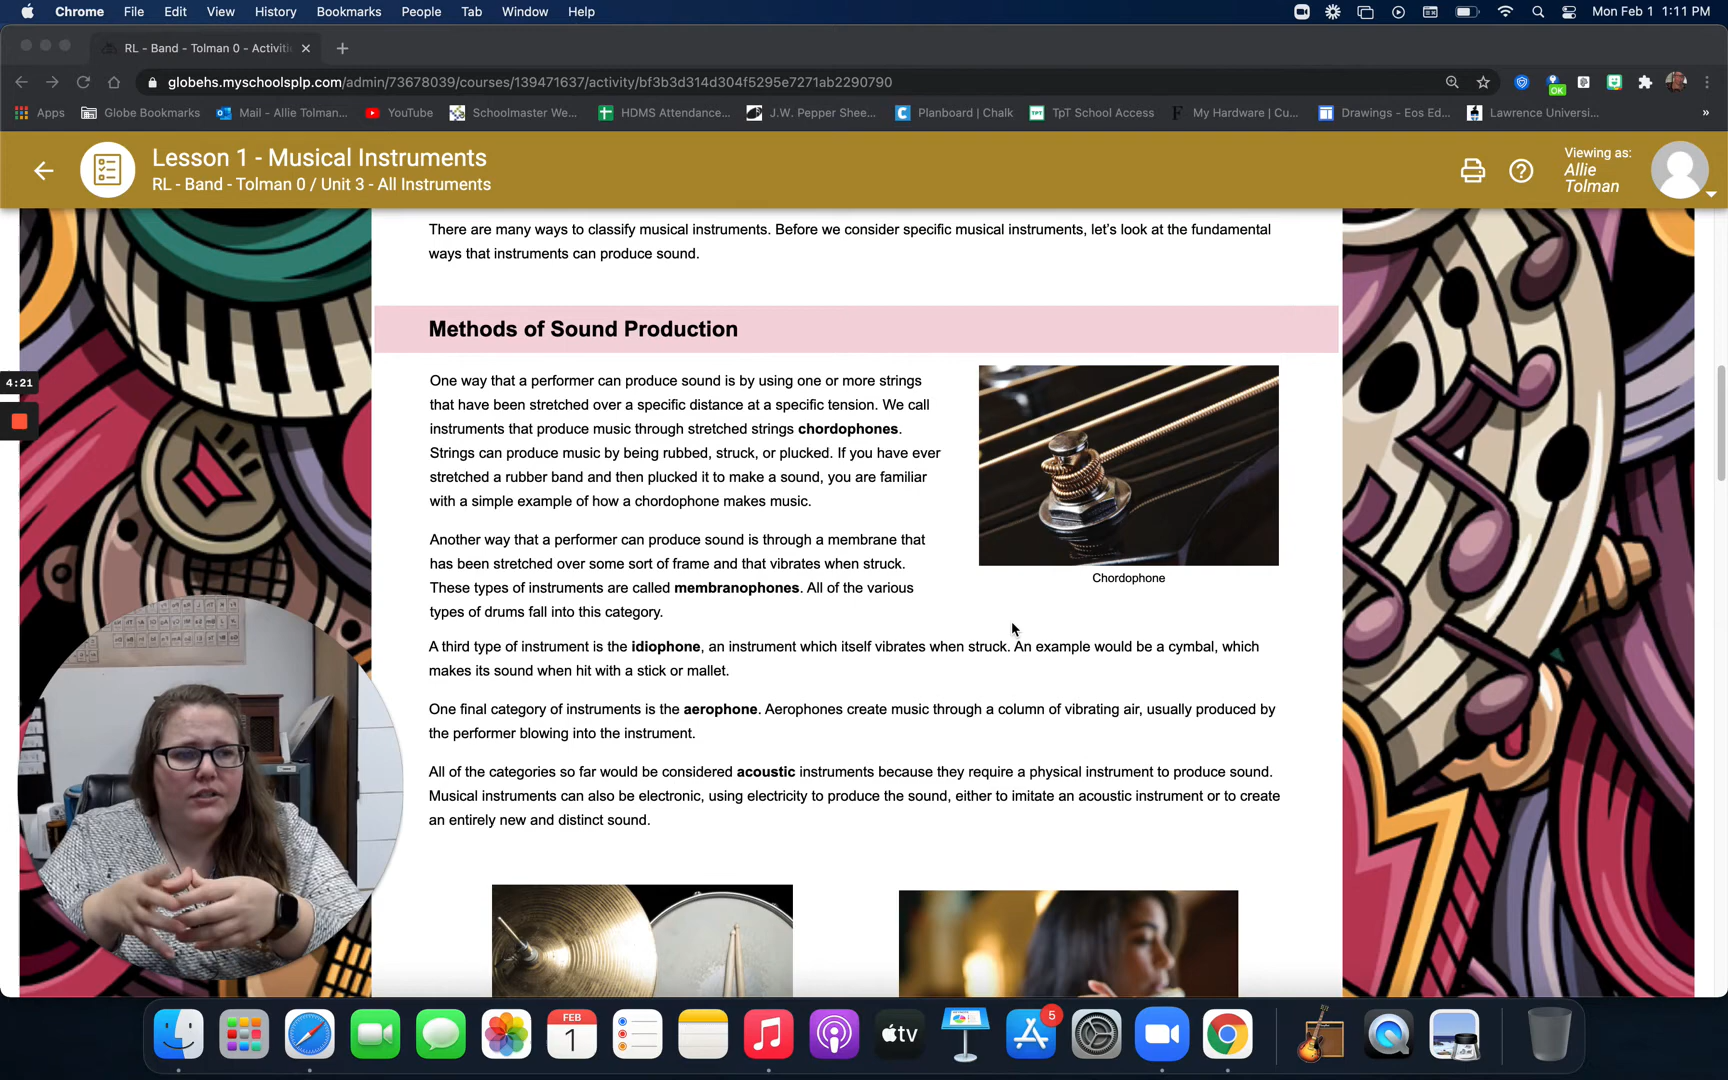 Chrome File Edit View History Bookmarks People Tab Window Help
Mon Feb 1 1:11 PM
RL - Band - Tolman 0 - Activiti
globehs.myschoolsplp.com/admin/73678039/courses/139471637/activity/bf3b3d314d304f5295e7271ab2290790
OK
Apps Globe Bookmarks Mail - Allie Tolman... YouTube Schoolmaster We... HDMS Attendance... J.W. Pepper Shee... Planboard | Chalk TpT School Access My Hardware | Cu... Drawings - Eos Ed... Lawrence Universi... »
Lesson 1 - Musical Instruments
RL - Band - Tolman 0 / Unit 3 - All Instruments
Viewing as:
Allie
Tolman
There are many ways to classify musical instruments. Before we consider specific musical instruments, let's look at the fundamental
ways that instruments can produce sound.
Methods of Sound Production
4:21
One way that a performer can produce sound is by using one or more strings
that have been stretched over a specific distance at a specific tension. We call
instruments that produce music through stretched strings chordophones.
Strings can produce music by being rubbed, struck, or plucked. If you have ever
stretched a rubber band and then plucked it to make a sound, you are familiar
with a simple example of how a chordophone makes music.
Chordophone
Another way that a performer can produce sound is through a membrane that
has been stretched over some sort of frame and that vibrates when struck.
These types of instruments are called membranophones. All of the various
types of drums fall into this category.
A third type of instrument is the idiophone, an instrument which itself vibrates when struck. An example would be a cymbal, which
makes its sound when hit with a stick or mallet.
One final category of instruments is the aerophone. Aerophones create music through a column of vibrating air, usually produced by
the performer blowing into the instrument.
All of the categories so far would be considered acoustic instruments because they require a physical instrument to produce sound.
Musical instruments can also be electronic, using electricity to produce the sound, either to imitate an acoustic instrument or to create
an entirely new and distinct sound.
FEB
1
tv
5